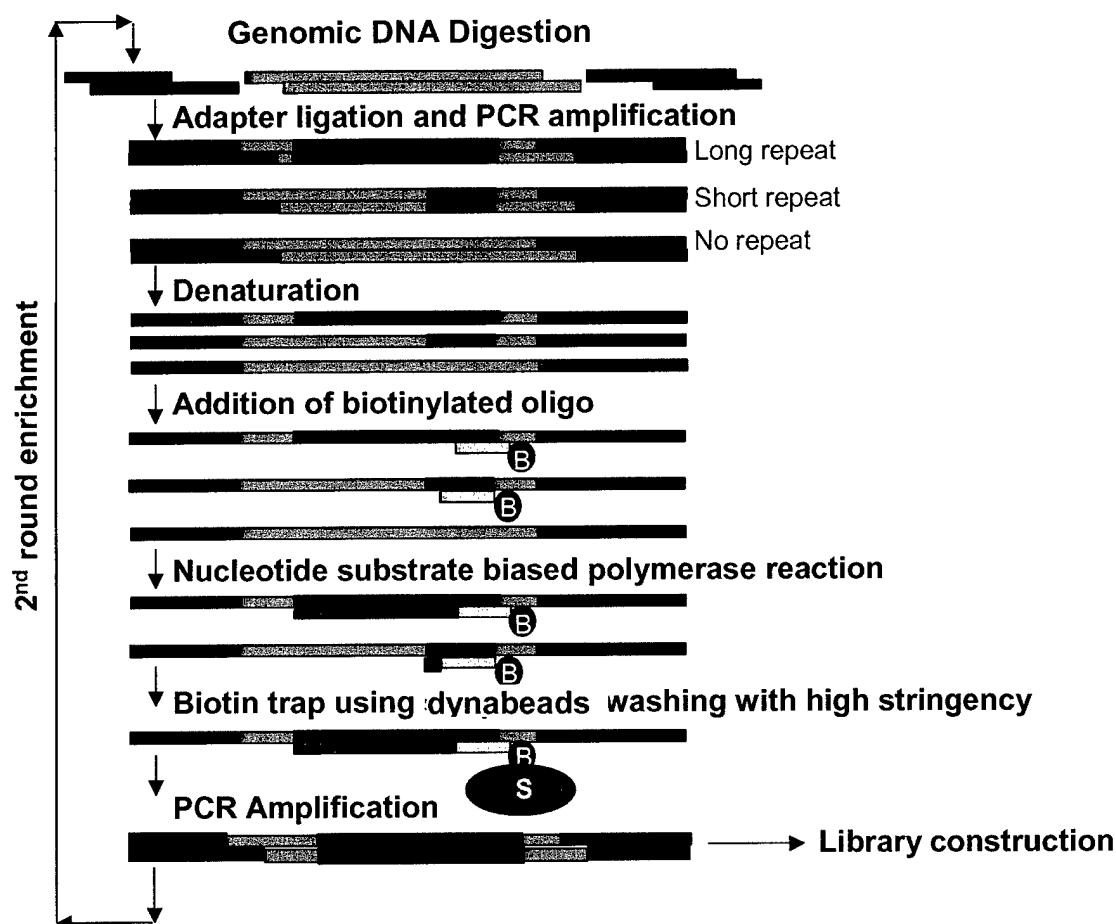 Genomic DNA Digestion
Adapter ligation and PCR amplification
Long repeat
Short repeat
No repeat
Denaturation
Addition of biotinylated oligo
B
B
Nucleotide substrate biased polymerase reaction
B
B
Biotin trap using dynabeads washing with high stringency
B
S
PCR Amplification
Library construction
2nd round enrichment